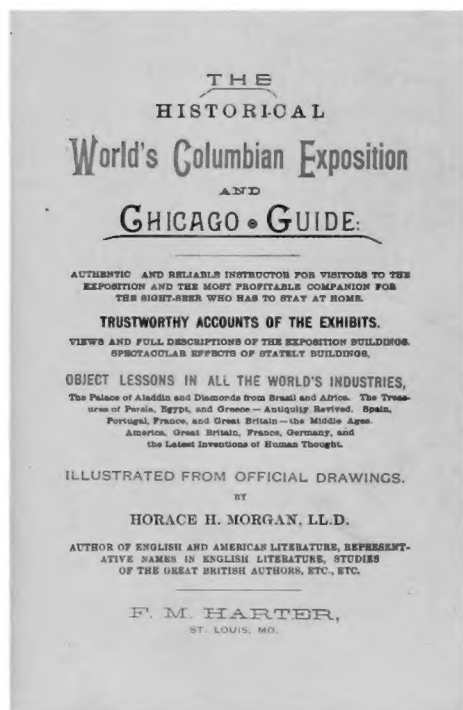 THE
HISTORICAL
World's Columbian Exposition
AND
CHICAGO • GUIDE:
AUTHENTIC AND RELIABLE INSTRUCTOR FOR VISITORS TO THE
EXPOSITION AND THE MOST PROFITABLE COMPANION FOR
THE SIGHT-SEER WHO HAS TO STAY AT HOME.
TRUSTWORTHY ACCOUNTS OF THE EXHIBITS.
VIEWS AND FULL DESCRIPTIONS OF THE EXPOSITION BUILDINGS.
SPECTACULAR EFFECTS OF STATELY BUILDINGS,
OBJECT LESSONS IN ALL THE WORLD'S INDUSTRIES,
The Palace of Aladdin and Diamonds from Brazil and Africa. The Treas-
ures of Persia, Egypt, and Greece — Antiquity Revived. Spain,
Portugal, France, and Great Britain — the Middle Ages.
America, Great Britain, France, Germany, and
the Latest Inventions of Human Thought.
ILLUSTRATED FROM OFFICIAL DRAWINGS.
BY
HORACE H. MORGAN, LL.D.
AUTHOR OF ENGLISH AND AMERICAN LITERATURE, REPRESENT-
ATIVE NAMES IN ENGLISH LITERATURE, STUDIES
OF THE GREAT BRITISH AUTHORS, ETC., ETC.
F. M. HARTER,
ST. LOUIS, MO.